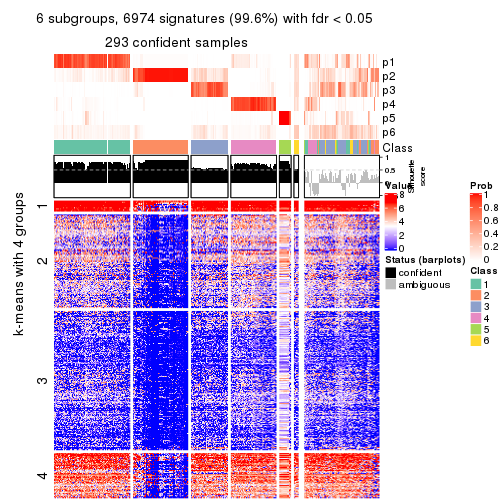 6 subgroups, 6974 signatures (99.6%) with fdr < 0.05
293 confident samples
p1
p2
p3
p4
p5
p6
Class
1
0.5
0
Silhouette
score
k-means with 4 groups
1
2
3
4
Value
8
6
4
2
0
Status (barplots)
confident
ambiguous
Prob
1
0.8
0.6
0.4
0.2
0
Class
1
2
3
4
5
6